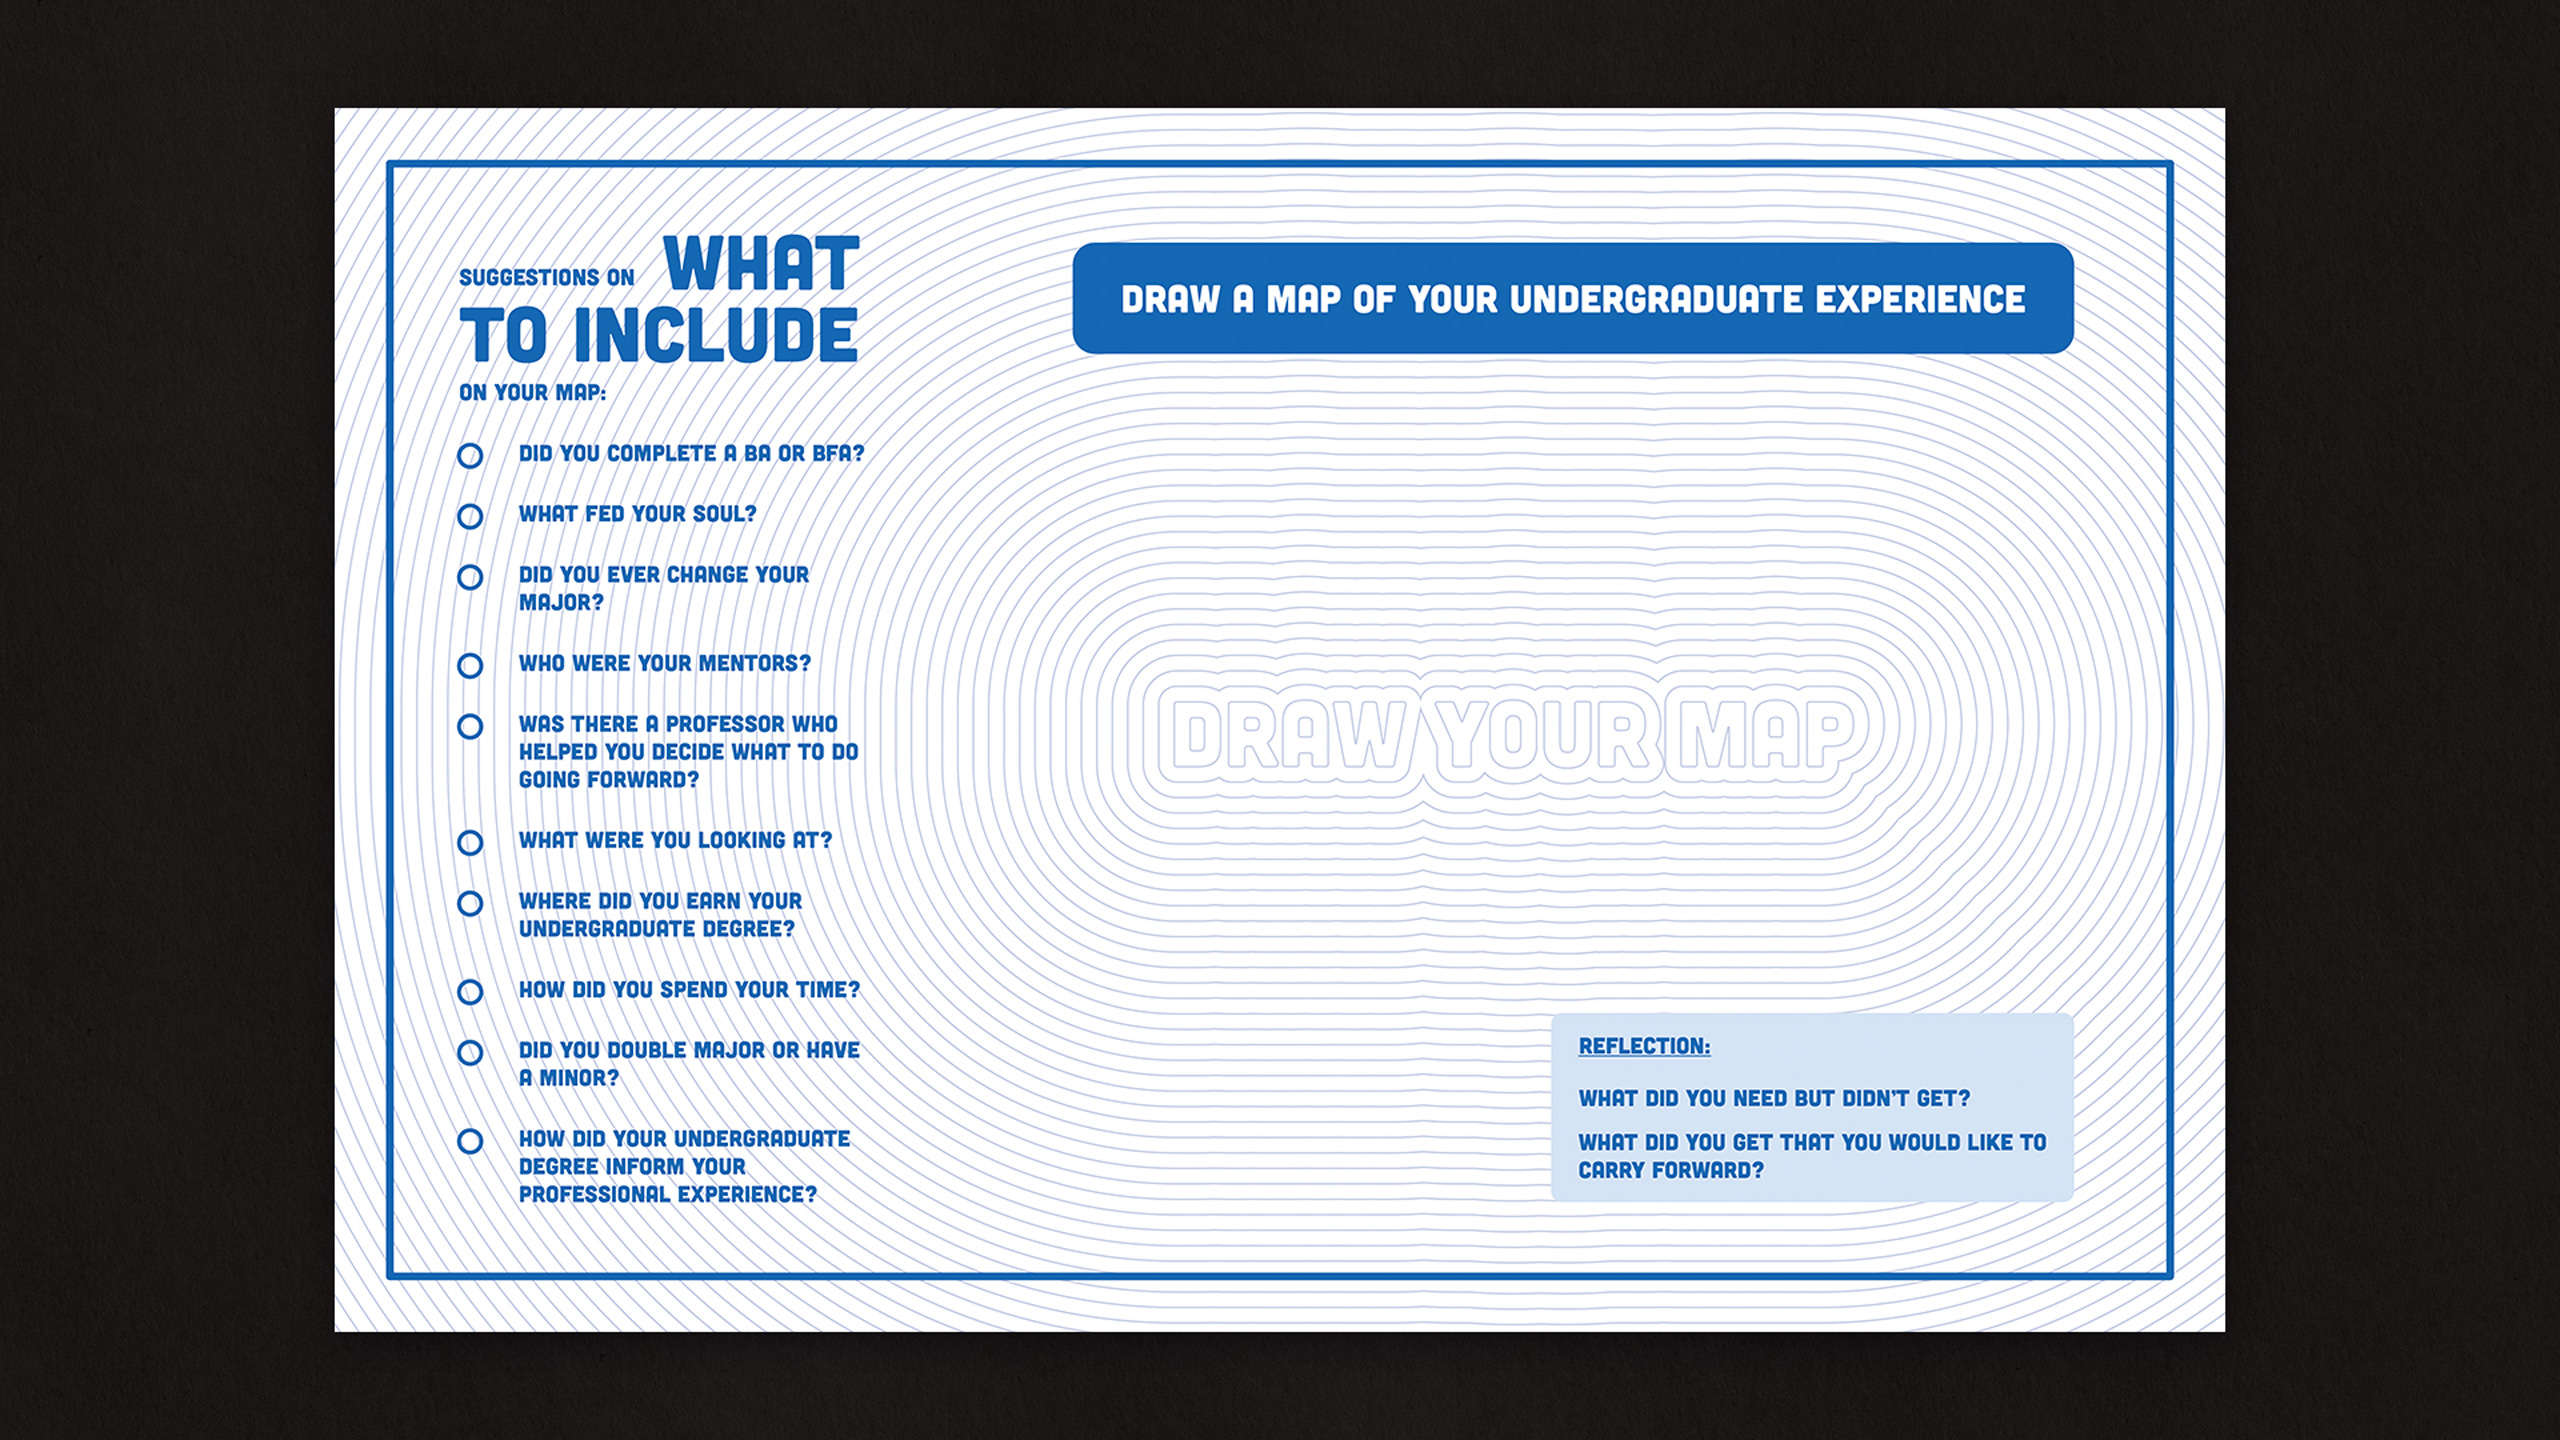 SUGGESTIONS ON WHAT
TO INCLUDE
ON YOUR MAP:
DID YOU COMPLETE A BA OR BFA?
WHAT FED YOUR SOUL?
DID YOU EVER CHANGE YOUR
MAJOR?
WHO WERE YOUR MENTORS?
WAS THERE A PROFESSOR WHO
HELPED YOU DECIDE WHAT TO DO
GOING FORWARD?
WHAT WERE YOU LOOKING AT?
WHERE DID YOU EARN YOUR
UNDERGRADUATE DEGREE?
HOW DID YOU SPEND YOUR TIME?
DID YOU DOUBLE MAJOR OR HAVE
A MINOR?
HOW DID YOUR UNDERGRADUATE
DEGREE INFORM YOUR
PROFESSIONAL EXPERIENCE?
DRAW A MAP OF YOUR UNDERGRADUATE EXPERIENCE
DRAW YOUR MAP
REFLECTION:
WHAT DID YOU NEED BUT DIDN'T GET?
WHAT DID YOU GET THAT YOU WOULD LIKE TO
CARRY FORWARD?